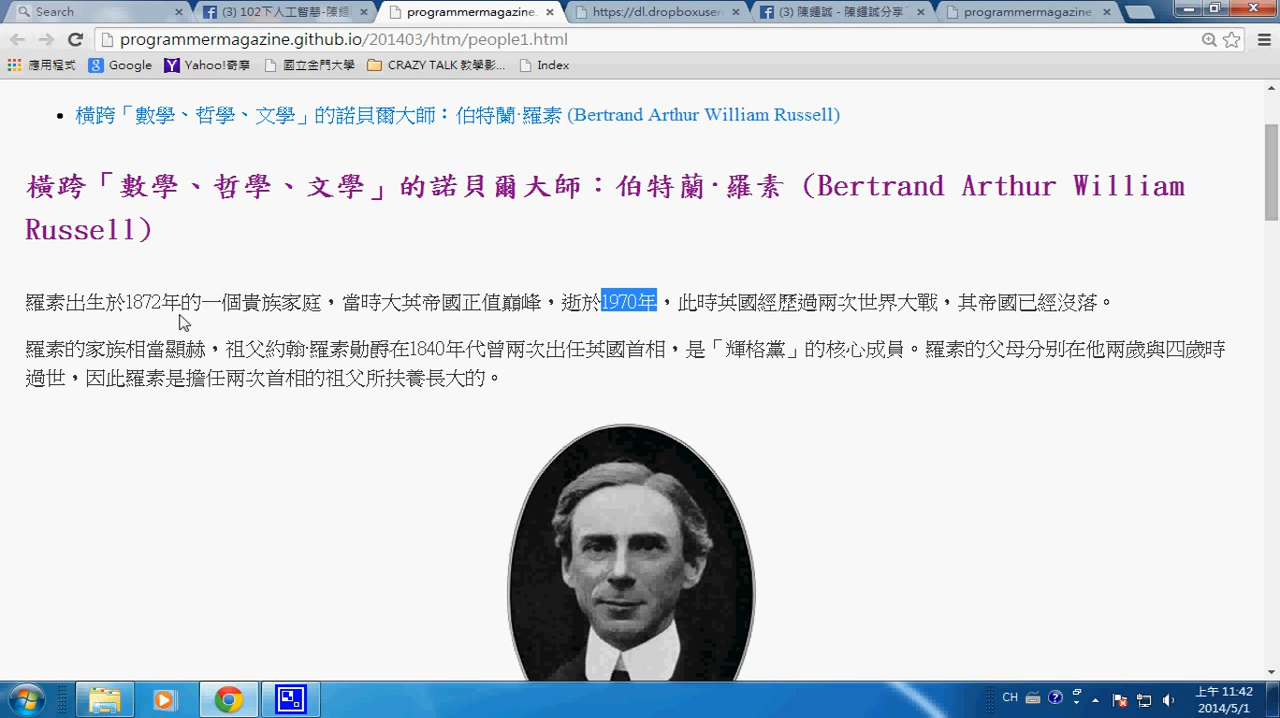 Search
(3) 102下人工智慧-陳鍾
programmermagazine.
https://dl.dropboxuser
(3) 陳鍾誠 - 陳鍾誠分享
programmermagazine
programmermagazine.github.io/201403/htm/people1.html
應用程式
Google
Yahoo!奇摩
國立金門大學
CRAZY TALK 教學影...
Index
橫跨「數學、哲學、文學」的諾貝爾大師：伯特蘭·羅素 (Bertrand Arthur William Russell)
橫跨「數學、哲學、文學」的諾貝爾大師：伯特蘭·羅素 (Bertrand Arthur William
Russell)
羅素出生於1872年的一個貴族家庭，當時大英帝國正值巔峰，逝於1970年，此時英國經歷過兩次世界大戰，其帝國已經沒落。
羅素的家族相當顯赫，祖父約翰·羅素勛爵在1840年代曾兩次出任英國首相，是「輝格黨」的核心成員。羅素的父母分別在他兩歲與四歲時
過世，因此羅素是擔任兩次首相的祖父所扶養長大的。
CH
上午 11:42
2014/5/1